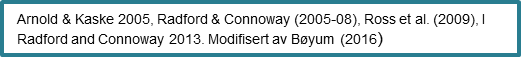 Arnold & Kaske 2005, Radford & Connoway (2005-08), Ross et al. (2009), I
Radford and Connoway 2013. Modifisert av Bøyum (2016)